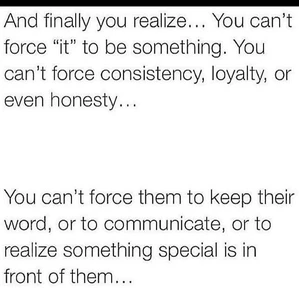 And finally you realize… You can’t
force “it” to be something. You
can’t force consistency, loyalty, or
even honesty…
You can’t force them to keep their
word, or to communicate, or to
realize something special is in
front of them…